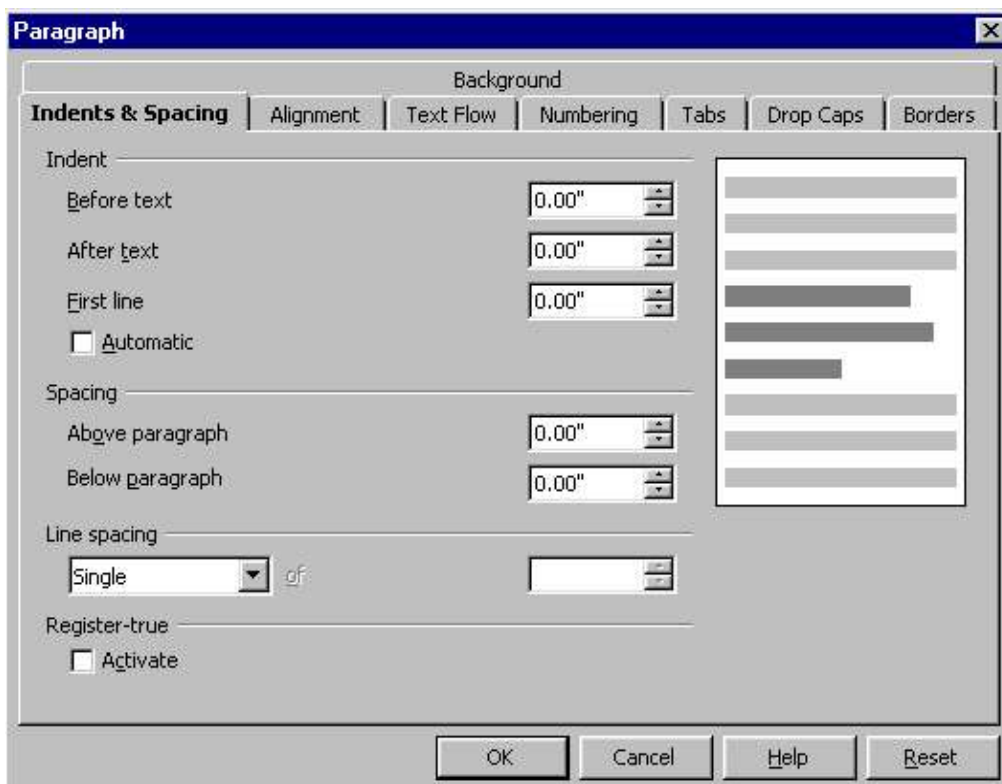 Paragraph
Background
Indents & Spacing Alignment Text Flow Numbering Tabs Drop Caps Borders
Indent
Before text 0.00"
After text 0.00"
First line 0.00"
Automatic
Spacing
Above paragraph 0.00"
Below paragraph 0.00"
Line spacing
Single of
Register-true
Activate
OK Cancel Help Reset